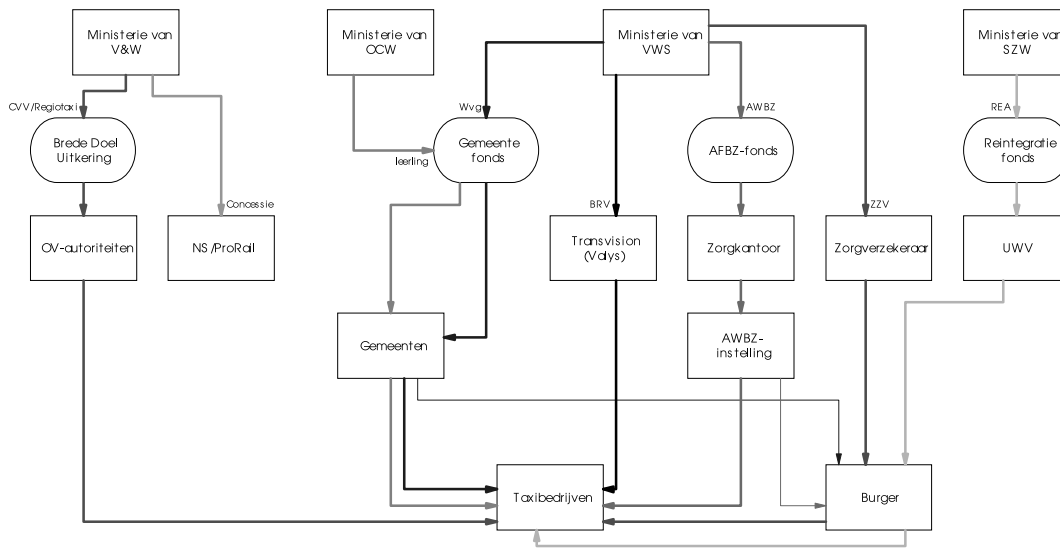 Ministerie van
V&W
Ministerie van
OCW
Ministerie van
VWS
Ministerie van
SZW
CVV/Regiotaxi
Wvg
AWBZ
REA
Brede Doel
Uitkering
leerling
Gemeente
fonds
AFBZ-fonds
Reintegratie
fonds
Concessie
BRV
ZZV
OV-autoriteiten
NS/ProRail
Transvision
(Valys)
Zorgkantoor
Zorgverzekeraar
UWV
Gemeenten
AWBZ-
instelling
Taxibedrijven
Burger